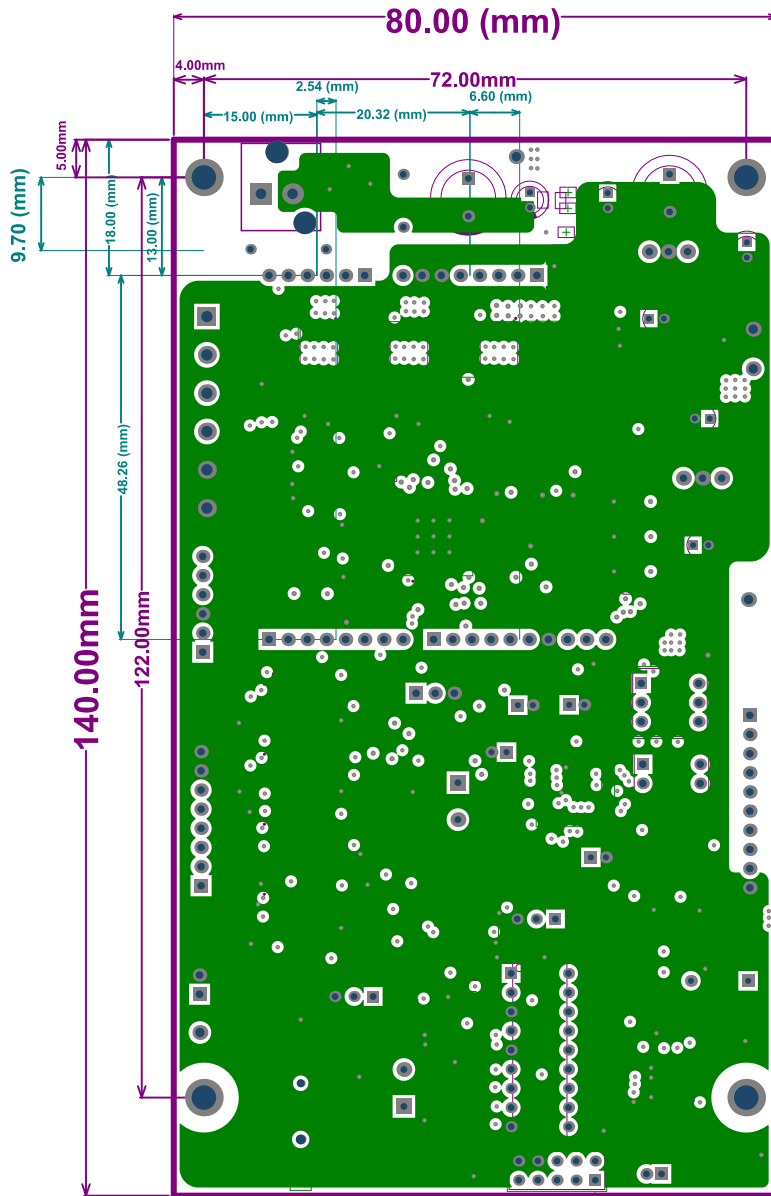 80.00 (mm)
4.00mm
72.00mm
2.54 (mm)
6.60 (mm)
15.00 (mm)
20.32 (mm)
5.00mm
18.00 (mm)
13.00 (mm)
9.70 (mm)
48.26 (mm)
140.00mm
122.00mm